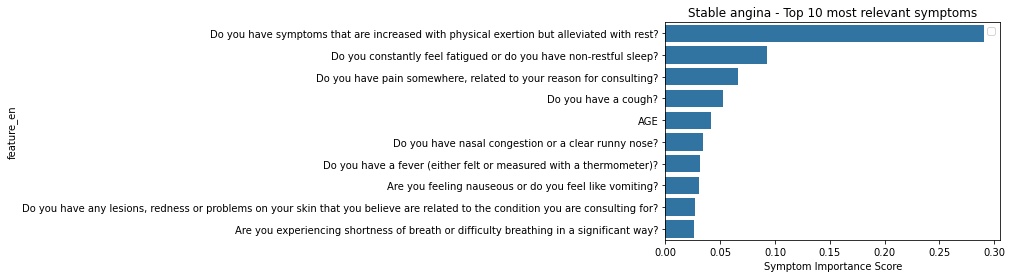 Stable angina - Top 10 most relevant symptoms
Do you have symptoms that are increased with physical exertion but alleviated with rest?
Do you constantly feel fatigued or do you have non-restful sleep?
Do you have pain somewhere, related to your reason for consulting?
Do you have a cough?
AGE
Do you have nasal congestion or a clear runny nose?
Do you have a fever (either felt or measured with a thermometer)?
Are you feeling nauseous or do you feel like vomiting?
Do you have any lesions, redness or problems on your skin that you believe are related to the condition you are consulting for?
Are you experiencing shortness of breath or difficulty breathing in a significant way?
feature_en
0.00 0.05 0.10 0.15 0.20 0.25 0.30
Symptom Importance Score